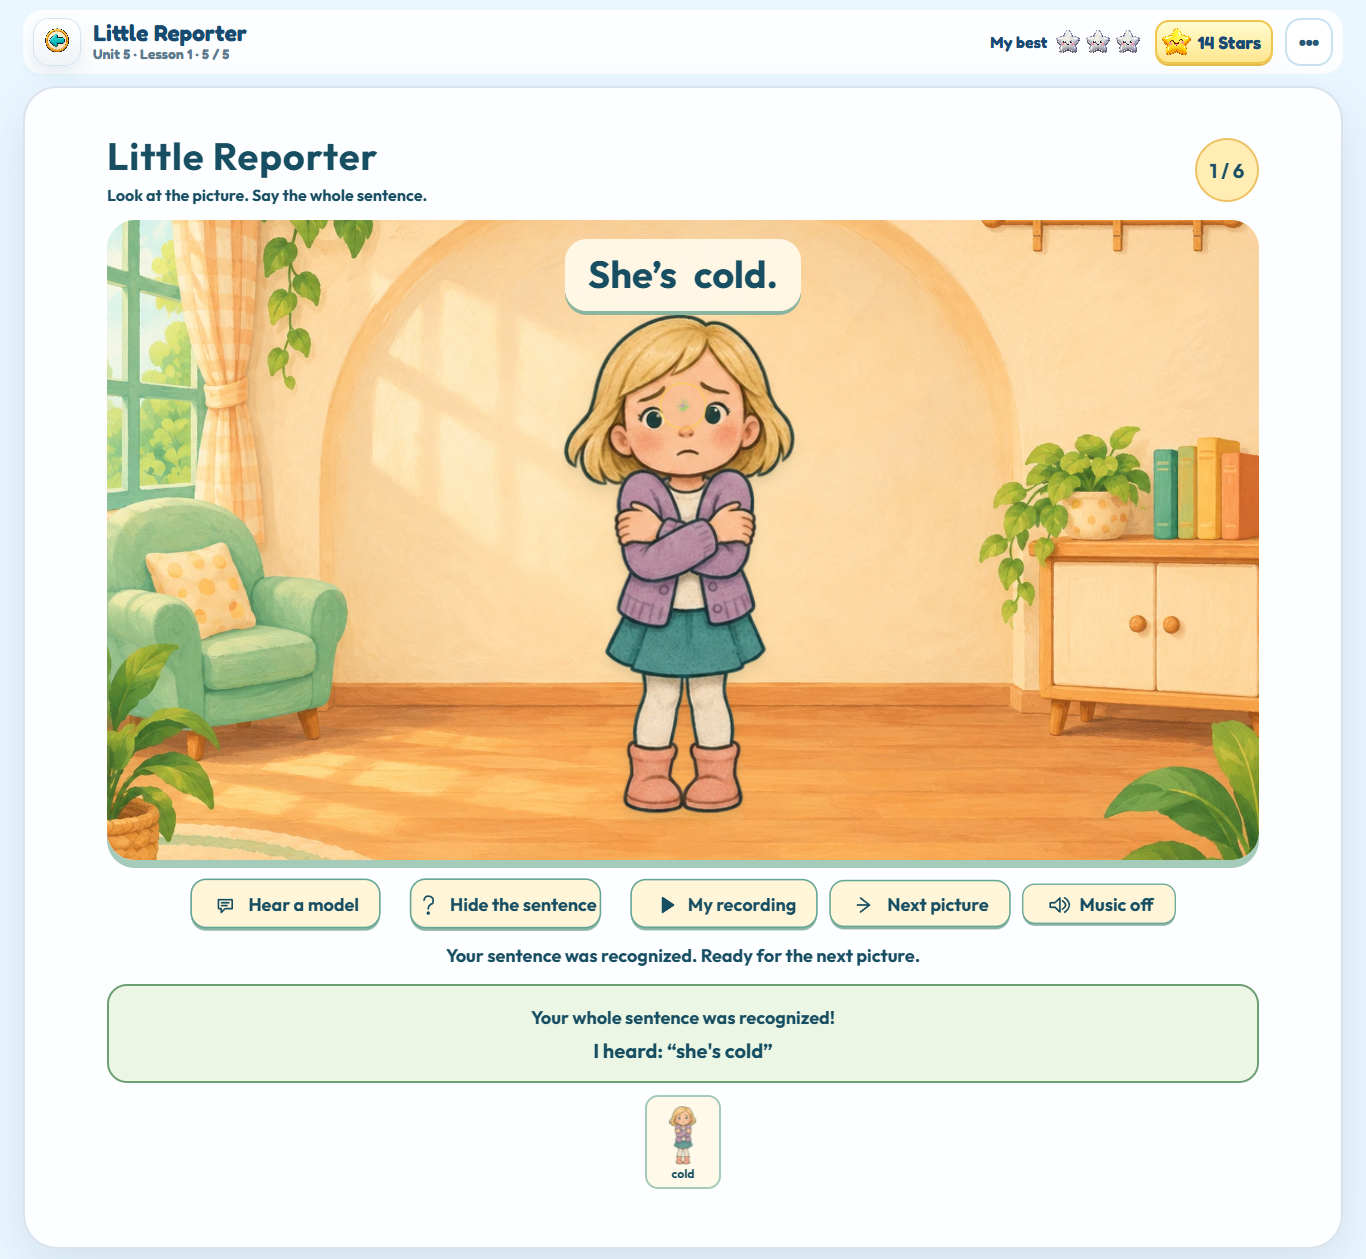 Little Reporter
Unit 5 · Lesson 1 · 5 / 5
My best
14 Stars
Little Reporter
1 / 6
Look at the picture. Say the whole sentence.
She’s cold.
Hear a model
? Hide the sentence
My recording
Next picture
Music off
Your sentence was recognized. Ready for the next picture.
Your whole sentence was recognized!
I heard: “she's cold”
cold